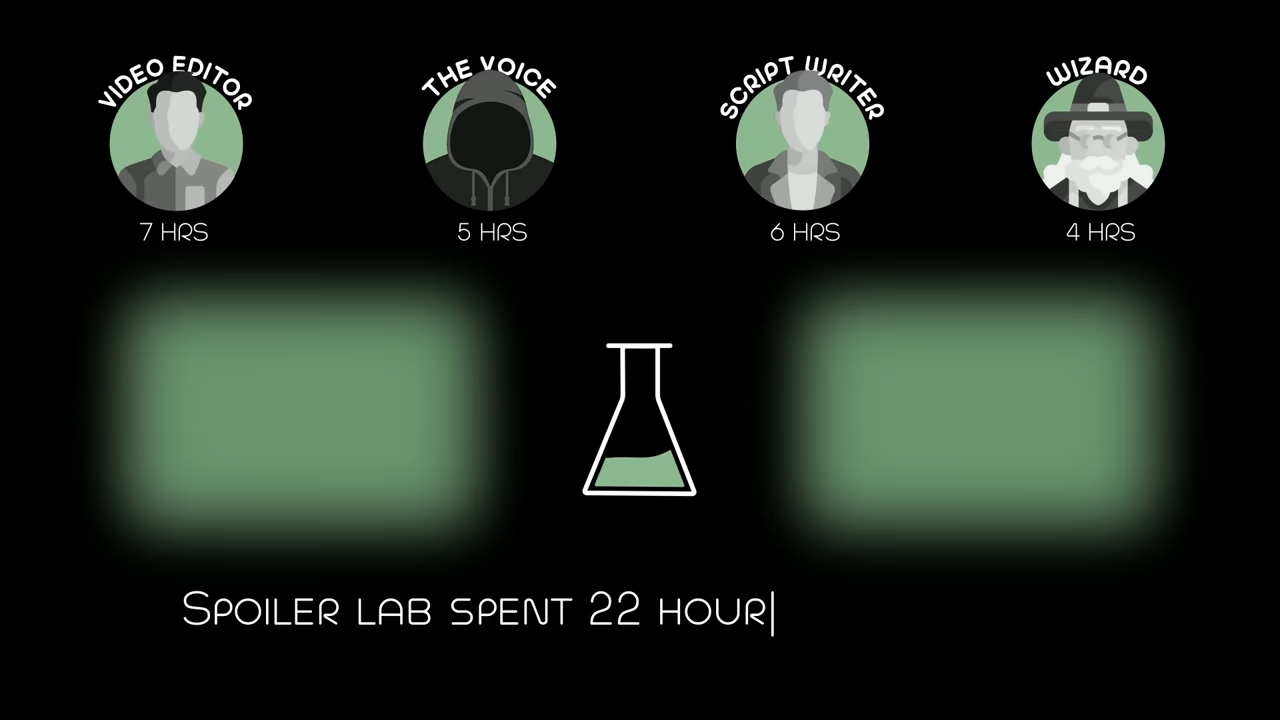 VIDEO EDITOR
THE VOICE
SCRIPT WRITER
WIZARD
7 HRS
5 HRS
6 HRS
4 HRS
SPOILER LAB SPENT 22 HOUR